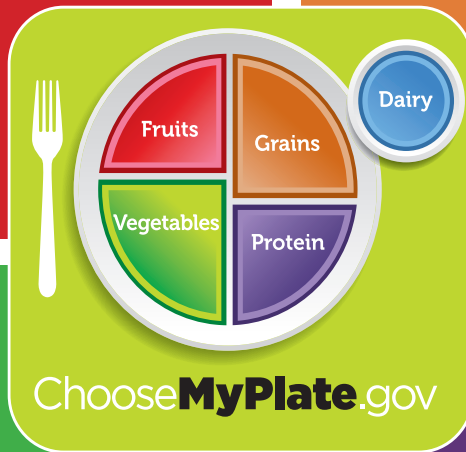 Fruits
Grains
Dairy
Vegetables
Protein
ChooseMyPlate.gov